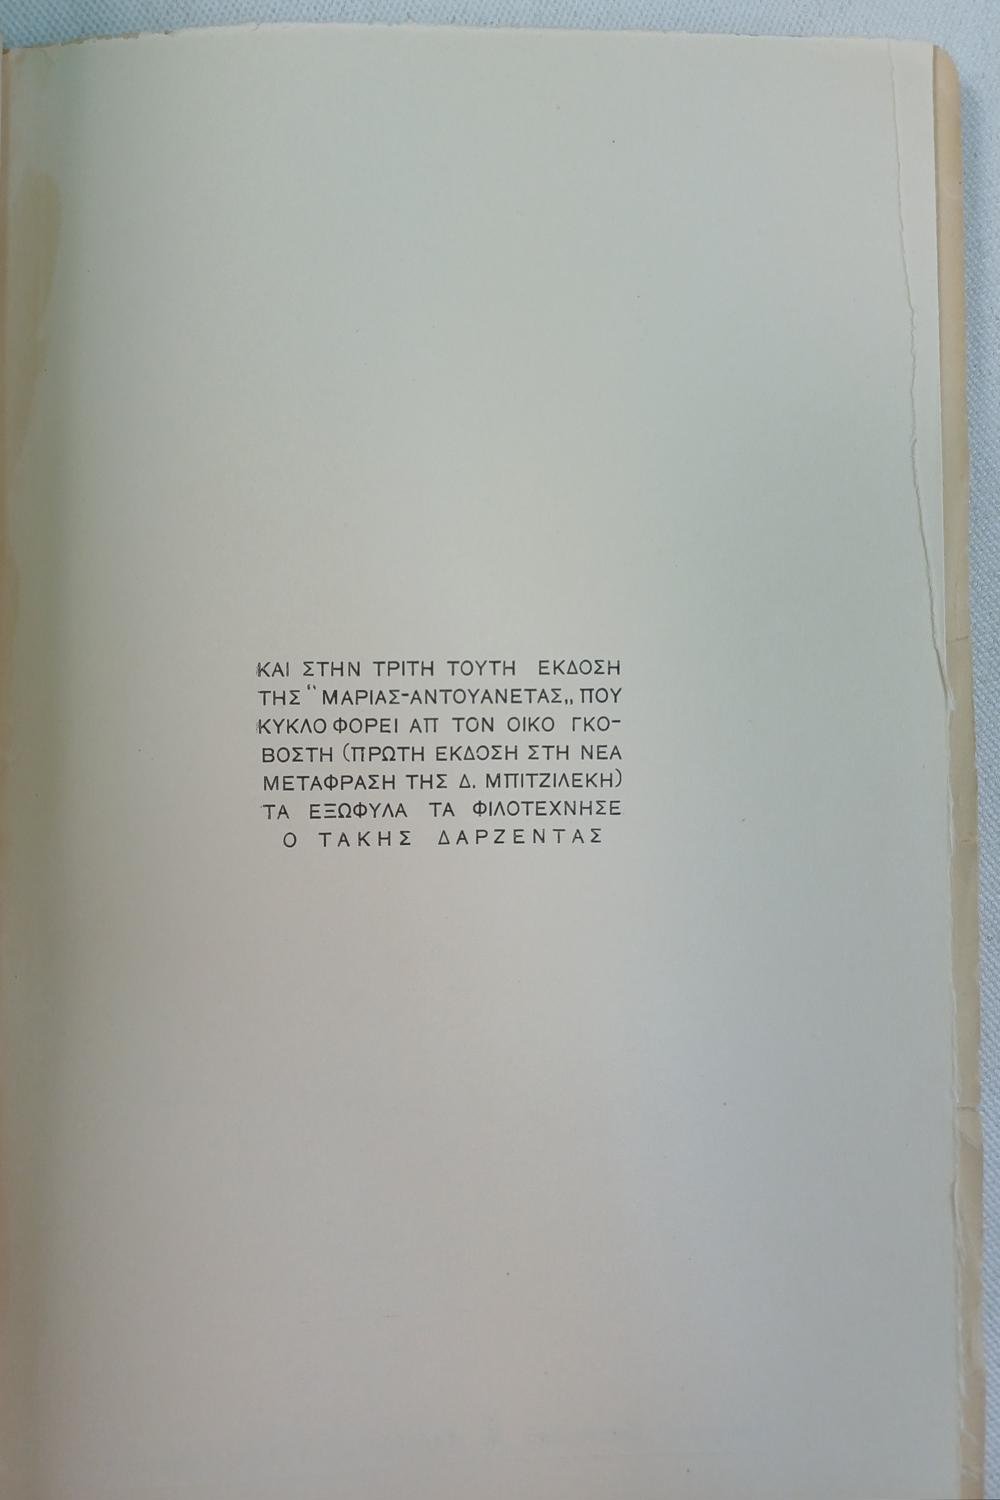 ΚΑΙ ΣΤΗΝ ΤΡΙΤΗ ΤΟΥΤΗ ΕΚΔΟΣΗ
ΤΗΣ “ΜΑΡΙΑΣ-ΑΝΤΟΥΑΝΕΤΑΣ„ ΠΟΥ
ΚΥΚΛΟΦΟΡΕΙ ΑΠ ΤΟΝ ΟΙΚΟ ΓΚΟ-
ΒΟΣΤΗ (ΠΡΩΤΗ ΕΚΔΟΣΗ ΣΤΗ ΝΕΑ
ΜΕΤΑΦΡΑΣΗ ΤΗΣ Δ. ΜΠΙΤΖΙΛΕΚΗ)
ΤΑ ΕΞΩΦΥΛΑ ΤΑ ΦΙΛΟΤΕΧΝΗΣΕ
Ο ΤΑΚΗΣ ΔΑΡΖΕΝΤΑΣ